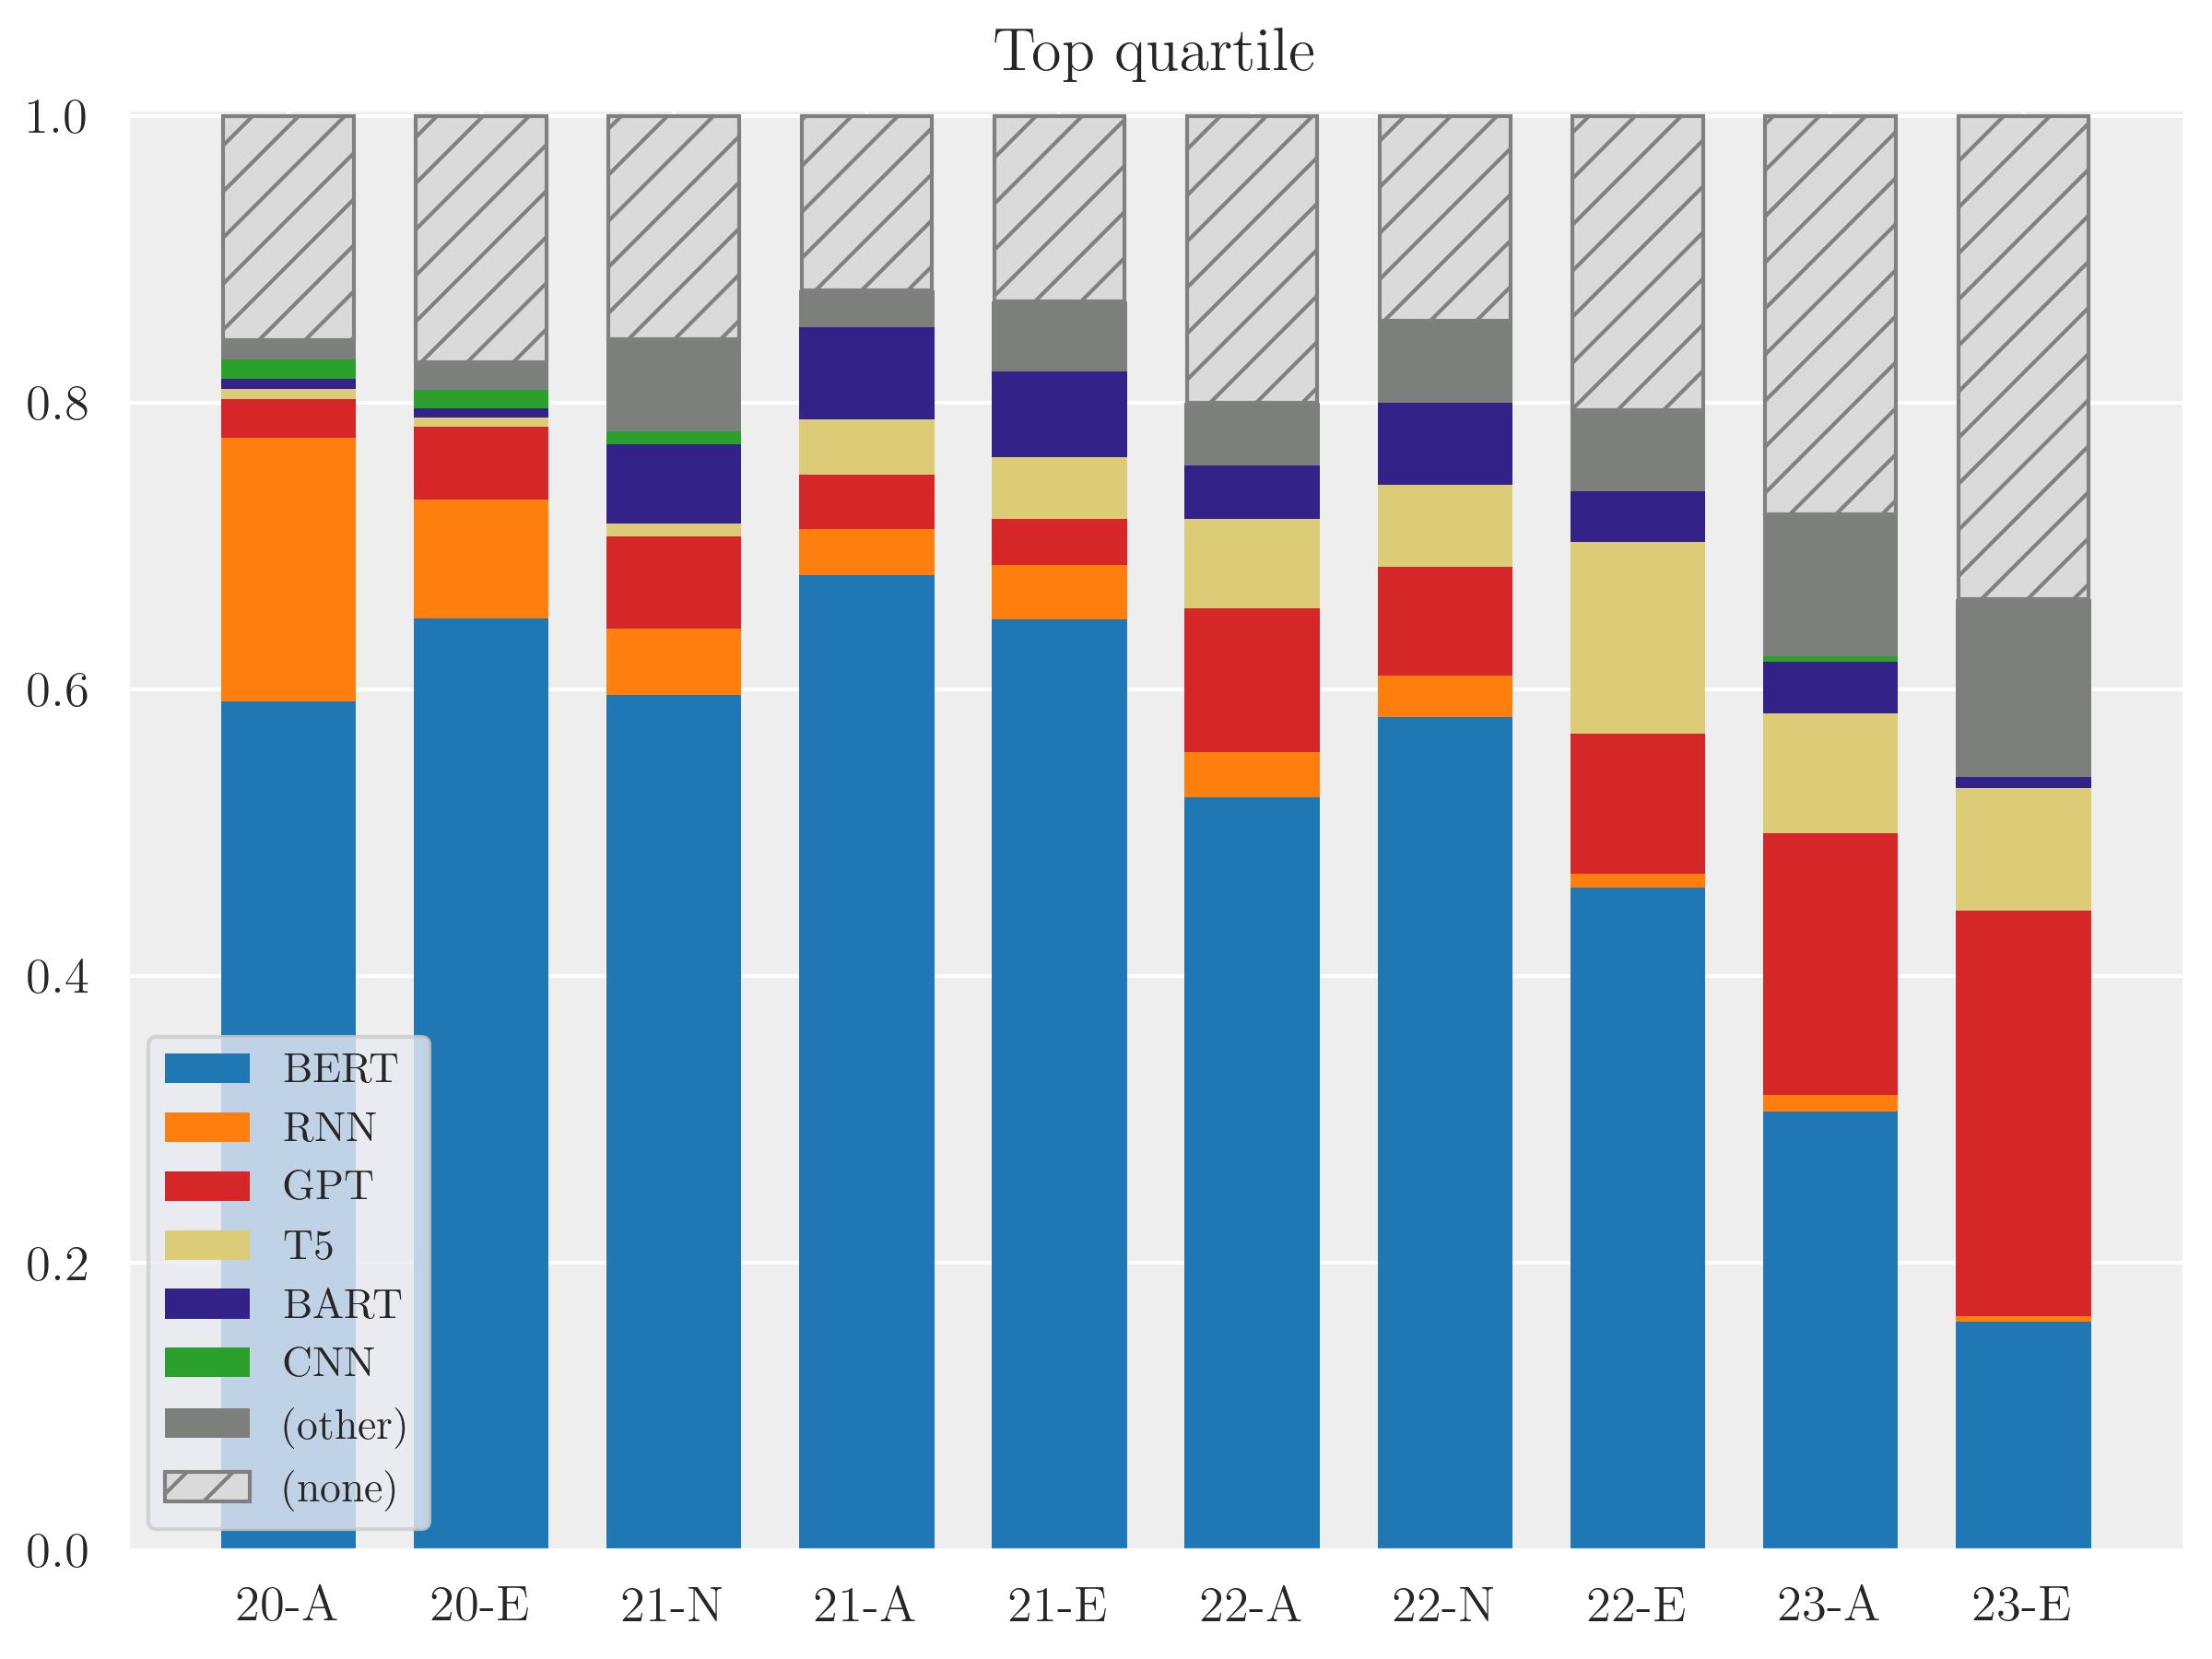 Top quartile
1.0
0.8
0.6
0.4
0.2
0.0
BERT
RNN
GPT
T5
BART
CNN
(other)
(none)
20-A 20-E 21-N 21-A 21-E 22-A 22-N 22-E 23-A 23-E